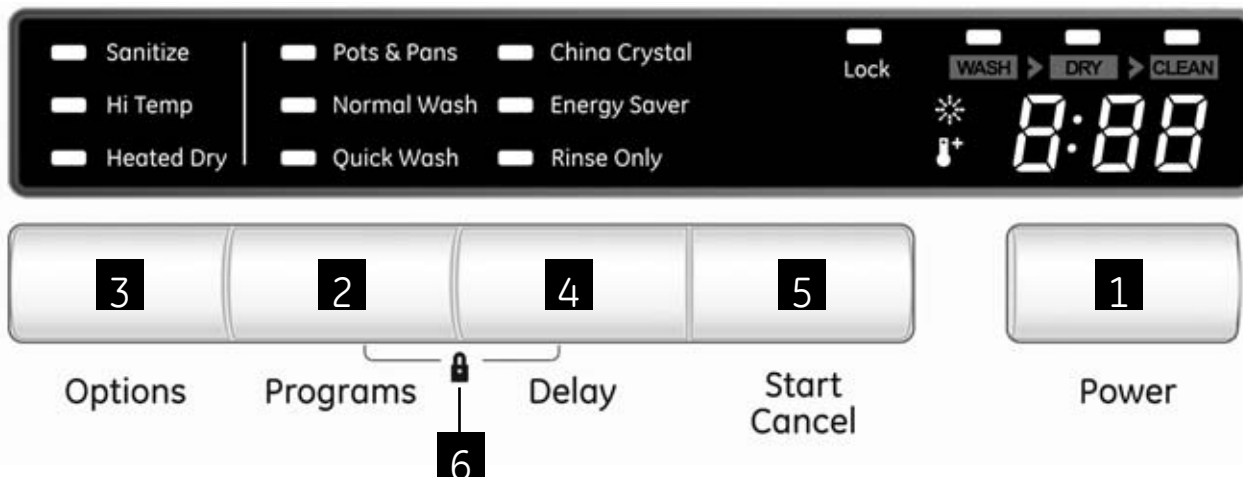 Sanitize Pots & Pans China Crystal
Lock WASH > DRY > CLEAN
Hi Temp Normal Wash Energy Saver
8:88
Heated Dry Quick Wash Rinse Only
3 2 4 5 1
Options Programs Delay Start Cancel Power
6